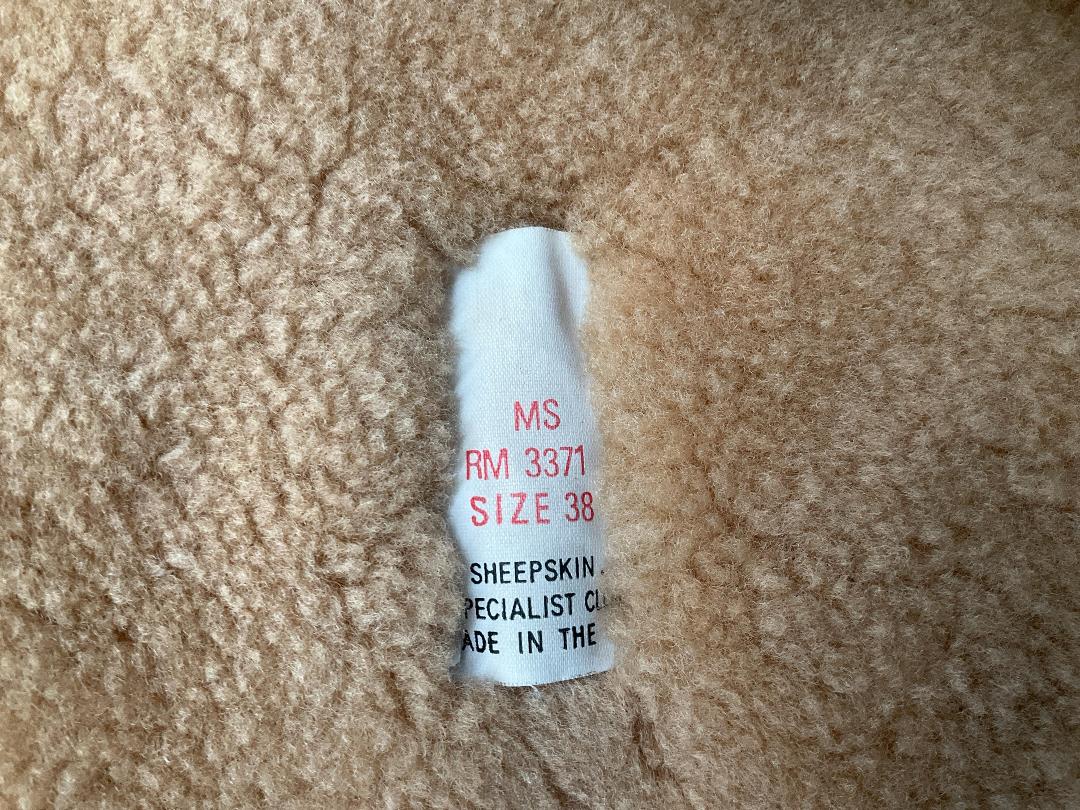 MS
RM 3371
SIZE 38
SHEEPSKIN
PECIALIST CL
ADE IN THE